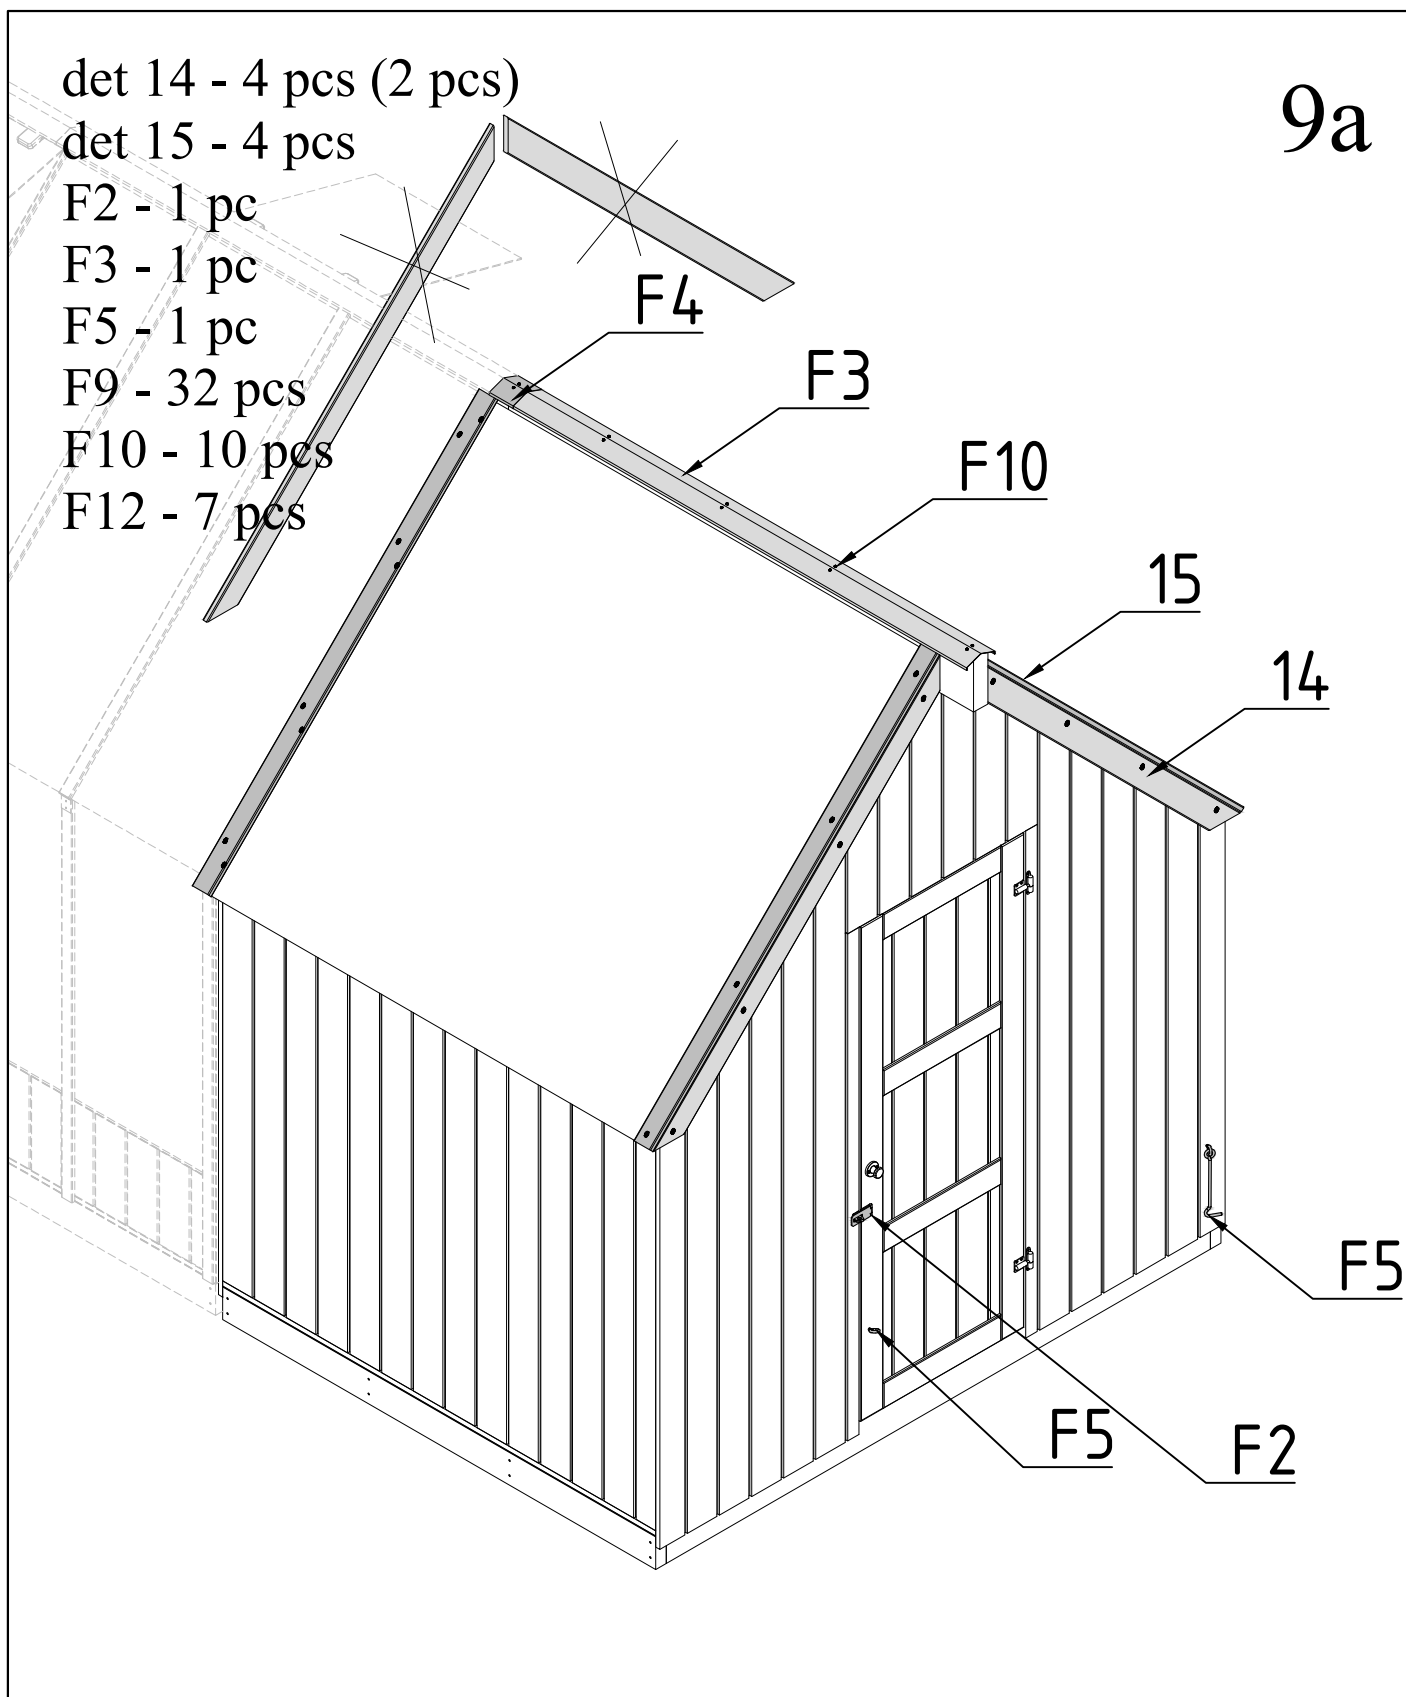 det 14 - 4 pcs (2 pcs)
9a
det 15 - 4 pcs
F2 - 1 pc
F3 - 1 pc
F5 - 1 pc
F9 - 32 pcs
F10 - 10 pcs
F12 - 7 pcs
F4
F3
F10
15
14
F5
F5
F2